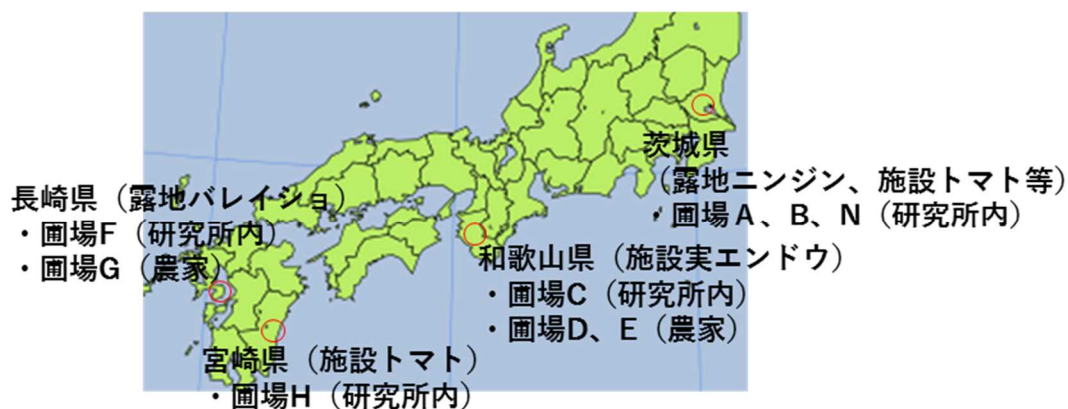 茨城県
（露地ニンジン、施設トマト等）
・圃場A、B、N（研究所内）
長崎県（露地バレイショ）
・圃場F（研究所内）
・圃場G（農家）
和歌山県（施設実エンドウ）
・圃場C（研究所内）
・圃場D、E（農家）
宮崎県（施設トマト）
・圃場H（研究所内）